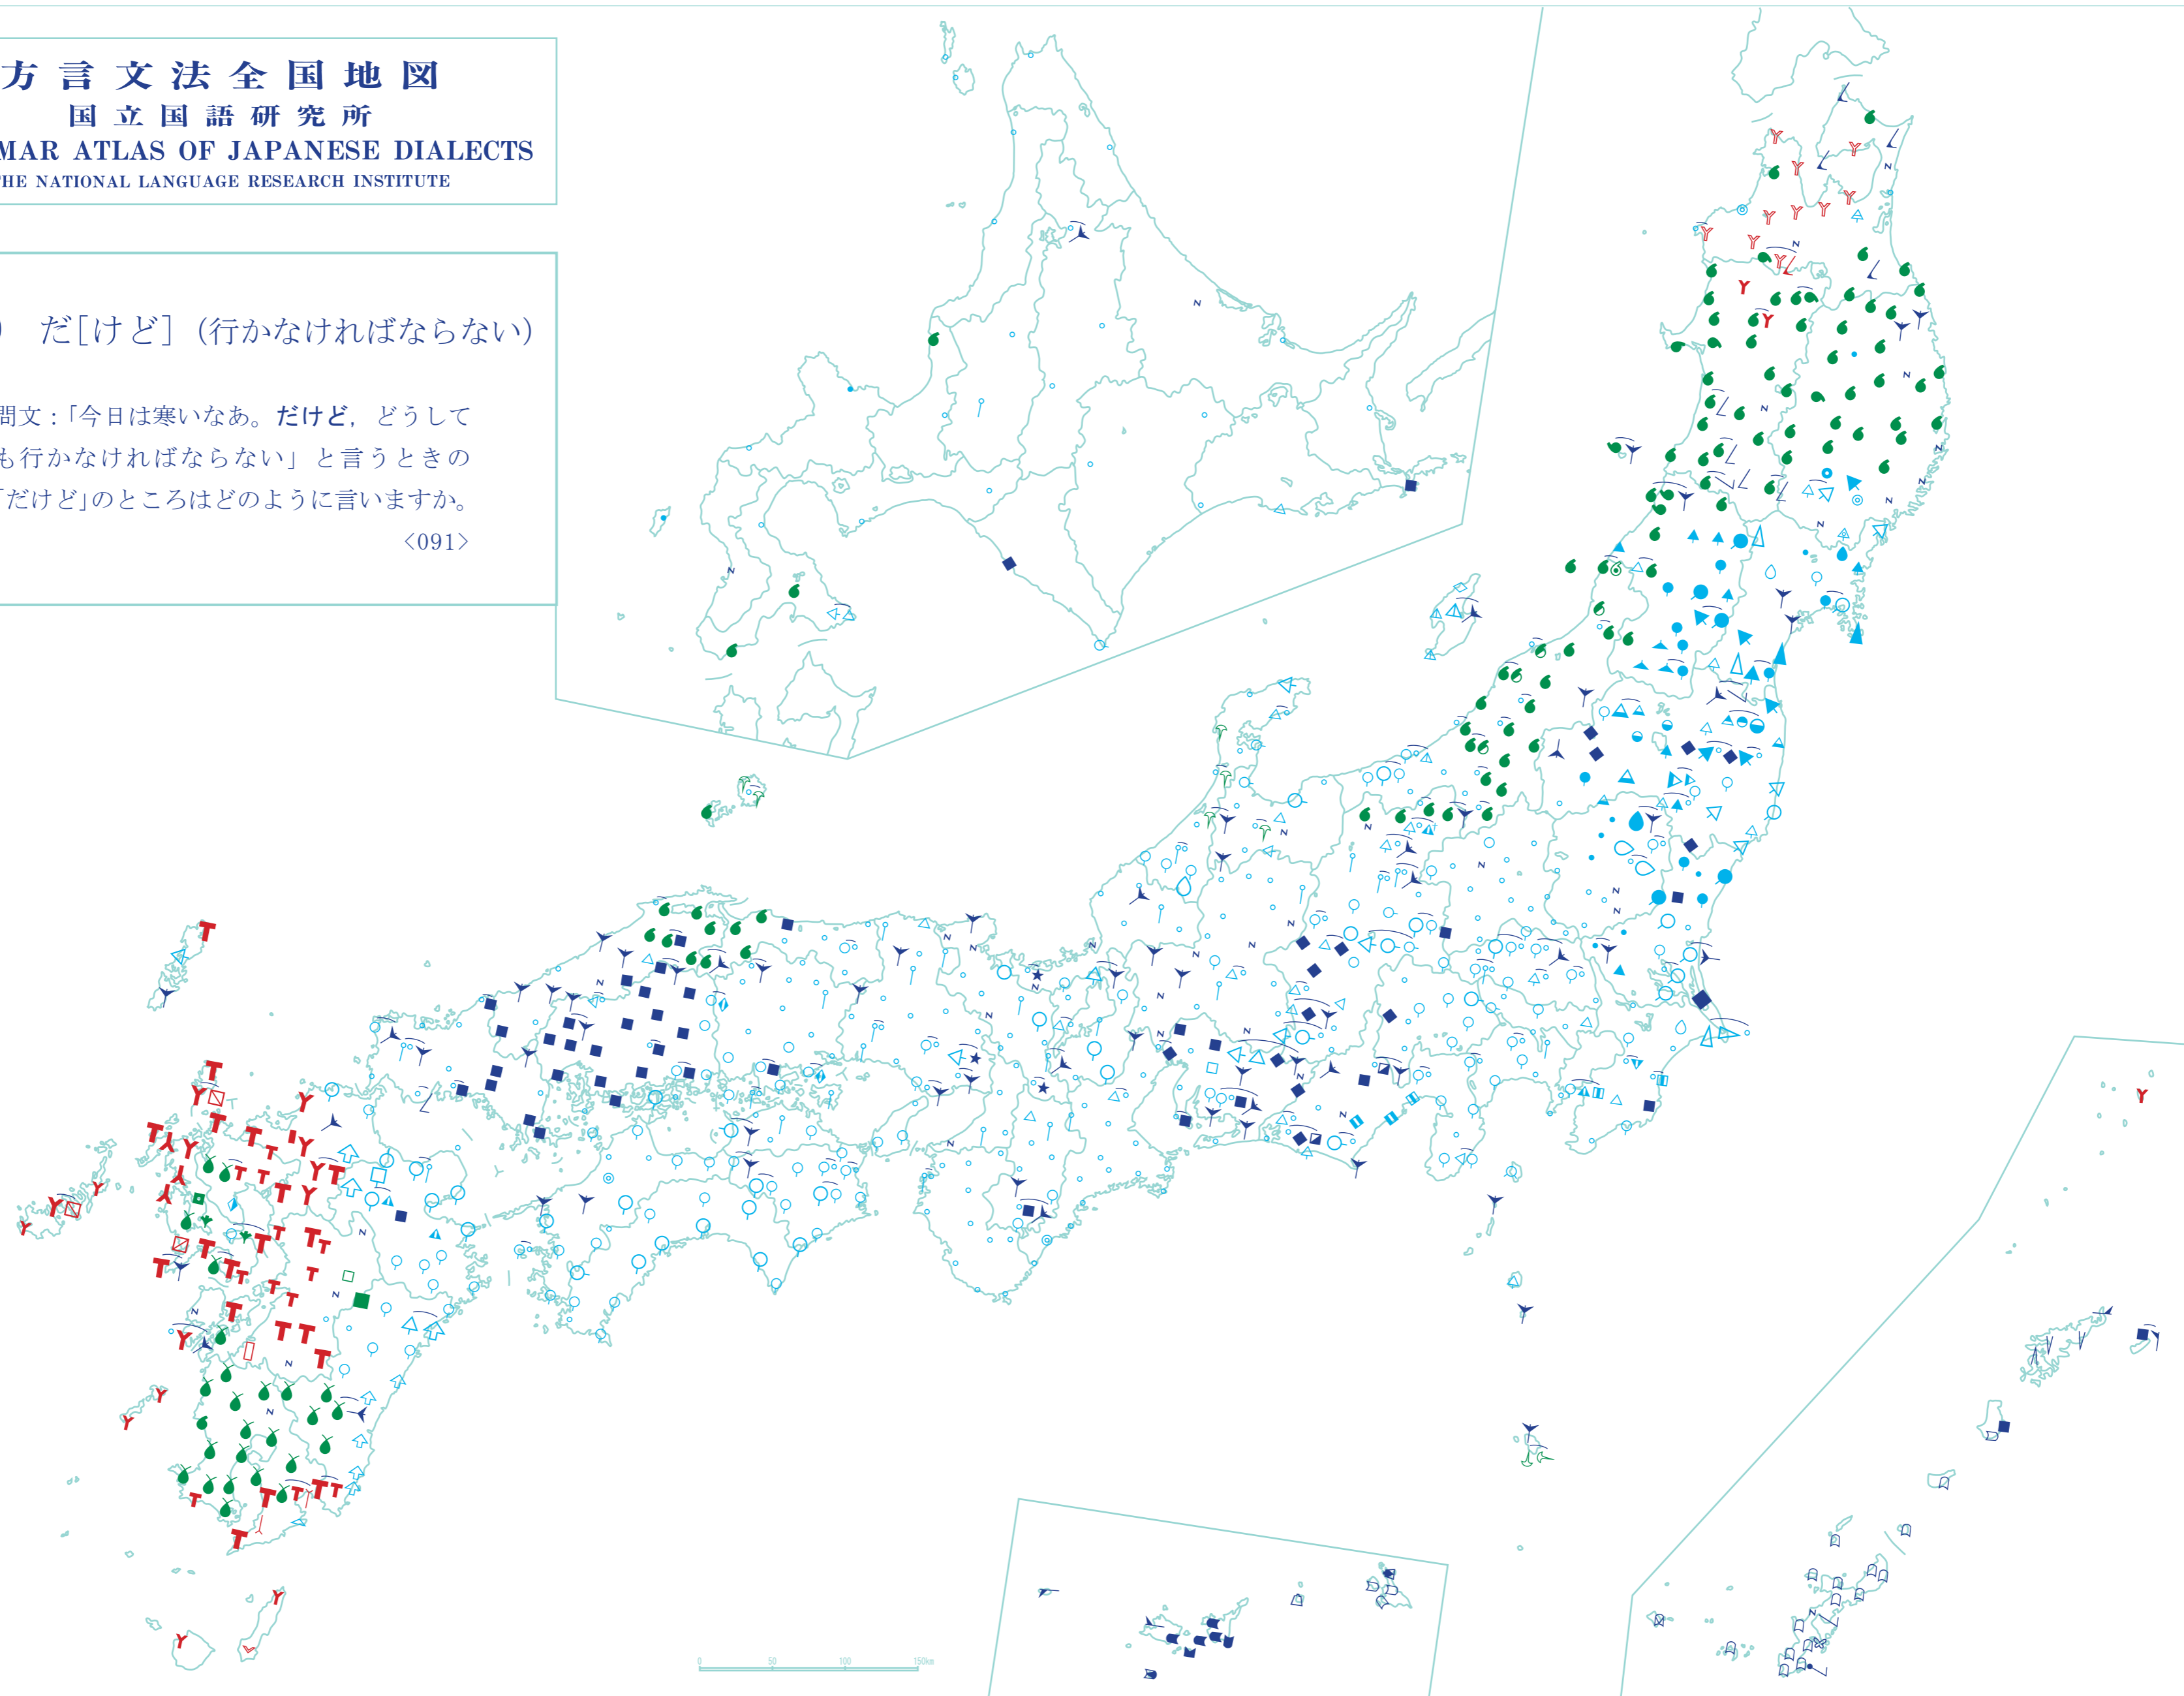 方言文法全国地図
国立国語研究所
MAR ATLAS OF JAPANESE DIALECTS
HE NATIONAL LANGUAGE RESEARCH INSTITUTE
) だ[けど] (行かなければならない)
問文：「今日は寒いなあ。だけど，どうして
も行かなければならない」と言うときの
「だけど」のところはどのように言いますか。
<091>
0 50 100 150km